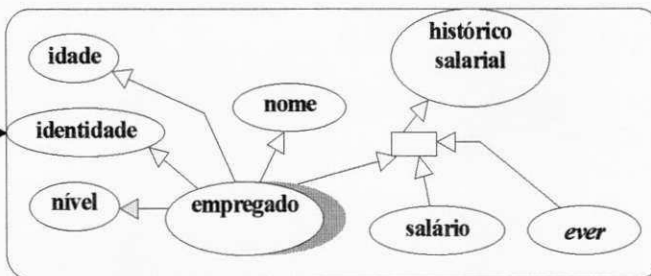 idade
histórico
salarial
nome
identidade
nível
empregado
salário
ever